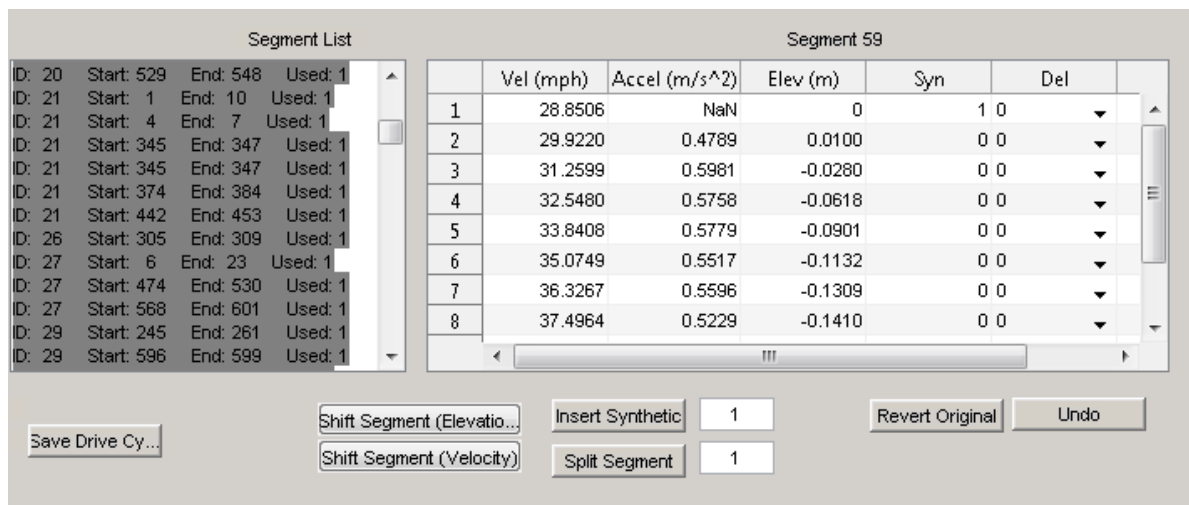 Segment List
ID: 20 Start: 529 End: 548 Used: 1
ID: 21 Start: 1 End: 10 Used: 1
ID: 21 Start: 4 End: 7 Used: 1
ID: 21 Start: 345 End: 347 Used: 1
ID: 21 Start: 345 End: 347 Used: 1
ID: 21 Start: 374 End: 384 Used: 1
ID: 21 Start: 442 End: 453 Used: 1
ID: 26 Start: 305 End: 309 Used: 1
ID: 27 Start: 6 End: 23 Used: 1
ID: 27 Start: 474 End: 530 Used: 1
ID: 27 Start: 568 End: 601 Used: 1
ID: 29 Start: 245 End: 261 Used: 1
ID: 29 Start: 596 End: 599 Used: 1
Segment 59
Vel (mph) Accel (m/s^2) Elev (m) Syn Del
1 28.8506 NaN 0 1 0
2 29.9220 0.4789 0.0100 0 0
3 31.2599 0.5981 -0.0280 0 0
4 32.5480 0.5758 -0.0618 0 0
5 33.8408 0.5779 -0.0901 0 0
6 35.0749 0.5517 -0.1132 0 0
7 36.3267 0.5596 -0.1309 0 0
8 37.4964 0.5229 -0.1410 0 0
Save Drive Cy...
Shift Segment (Elevatio...
Shift Segment (Velocity)
Insert Synthetic 1
Split Segment 1
Revert Original
Undo